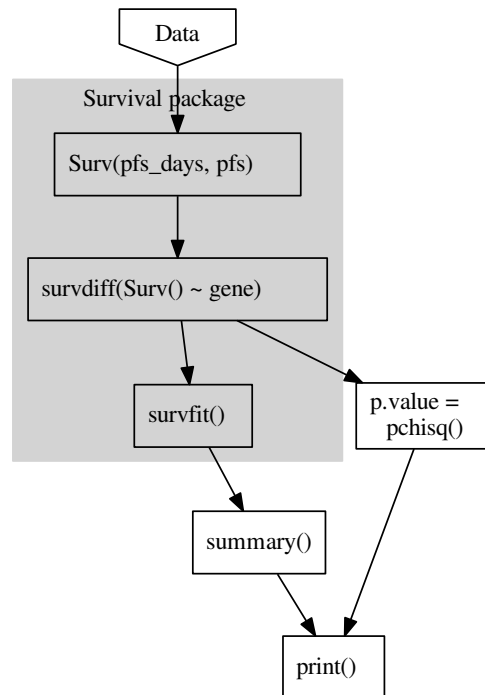 Data
Survival package
Surv(pfs_days, pfs)
survdiff(Surv() ~ gene)
survfit()
p.value =
pchisq()
summary()
print()